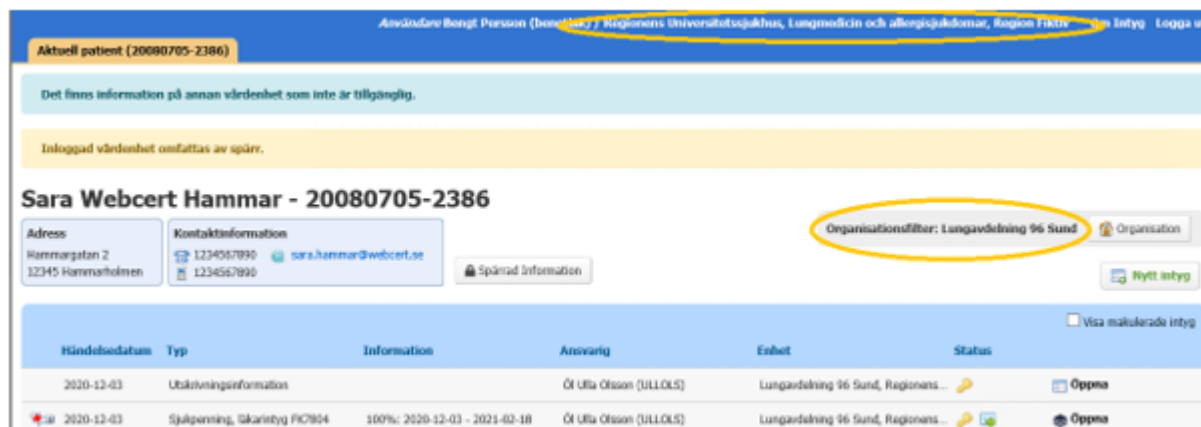 Användare Bengt Persson / Regionens Universitetssjukhus, Lungmedicin och allergisjukdomar, Region Fiktiv Om Intyg Logga u
Aktuell patient (20080705-2386)
Det finns information på annan vårdenhet som inte är tillgänglig.
Inloggad vårdenhet omfattas av spärr.
Sara Webcert Hammar - 20080705-2386
Organisationsfilter: Lungavdelning 96 Sund Organisation
Adress
Hammargatan 2
12345 Hammarholmen
Kontaktinformation
1234567890 sara.hammar@webcert.se
1234567890
Spärrad Information
Nytt intyg
Visa makulerade intyg
Händelsedatum Typ Information Ansvarig Enhet Status
2020-12-03 Utskrivningsinformation Öl Ulla Olsson (ULLOLS) Lungavdelning 96 Sund, Regionens... Öppna
2020-12-03 Sjukpenning, läkarintyg FK7804 100%: 2020-12-03 - 2021-02-18 Öl Ulla Olsson (ULLOLS) Lungavdelning 96 Sund, Regionens... Öppna